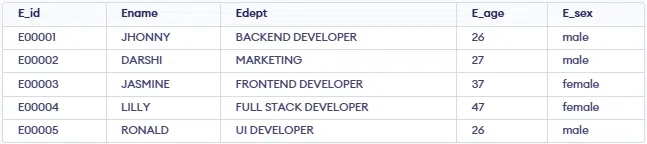 E_id Ename Edept E_age E_sex
E00001 JHONNY BACKEND DEVELOPER 26 male
E00002 DARSHI MARKETING 27 male
E00003 JASMINE FRONTEND DEVELOPER 37 female
E00004 LILLY FULL STACK DEVELOPER 47 female
E00005 RONALD UI DEVELOPER 26 male